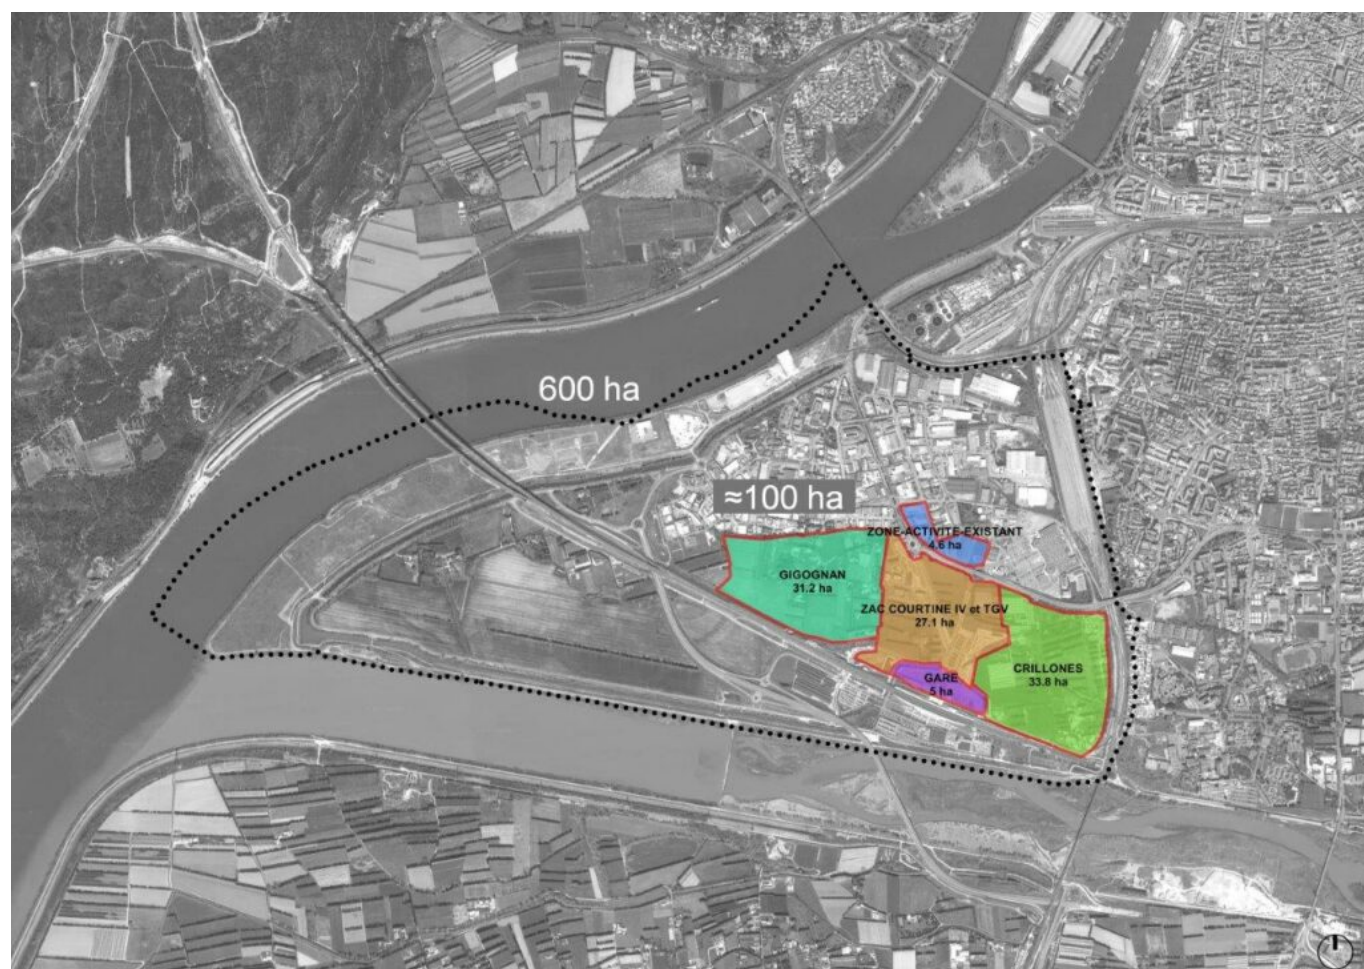 600 ha
≈100 ha
ZONE-ACTIVITE-EXISTANT
4.6 ha
GIGOGNAN
31.2 ha
ZAC COURTINE IV et TGV
27.1 ha
CRILLONES
33.8 ha
GARE
5 ha